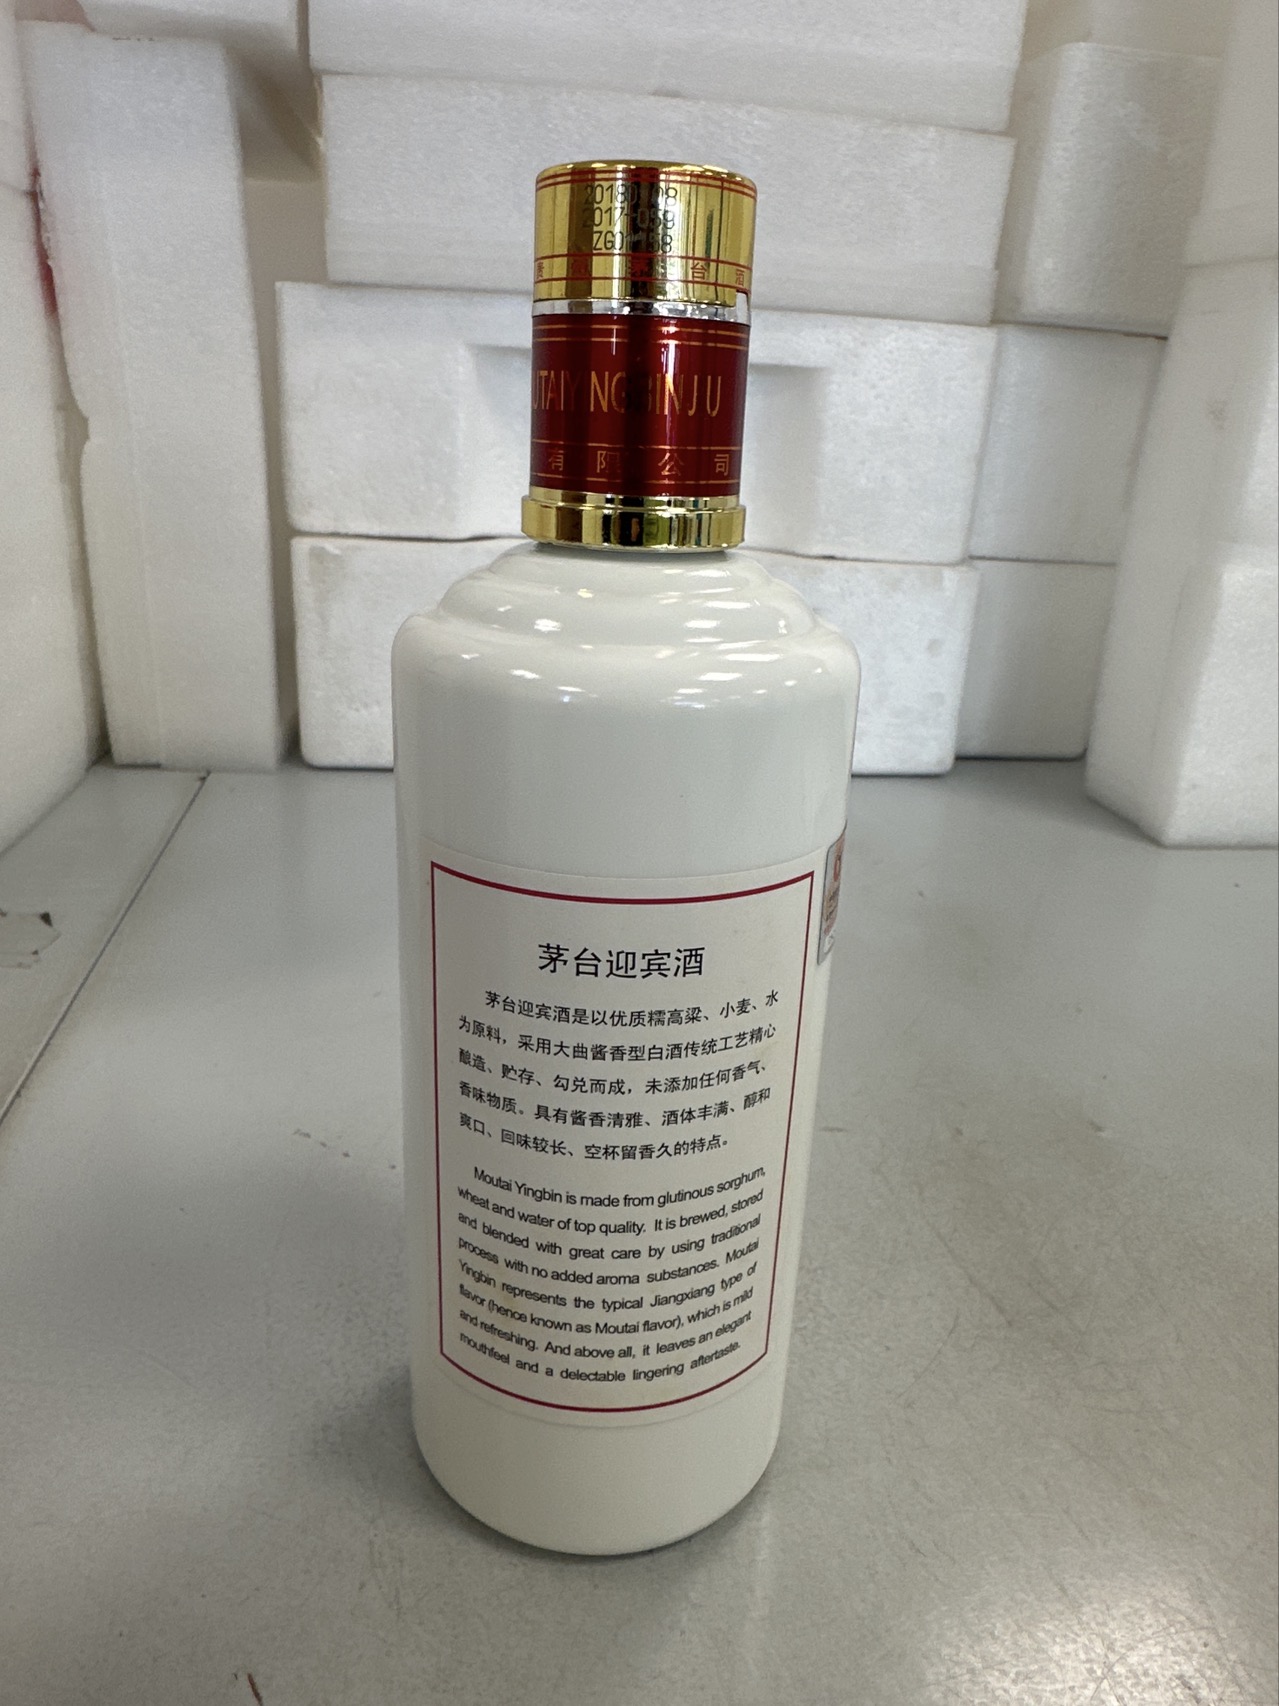 茅台酒
NGBINJU
有限公司
茅台迎宾酒
茅台迎宾酒是以优质糯高粱、小麦、水
为原料，采用大曲酱香型白酒传统工艺精心
酿造、贮存、勾兑而成，未添加任何香气、
香味物质。具有酱香清雅、酒体丰满、醇和
爽口、回味较长、空杯留香久的特点。
Moutai Yingbin is made from glutinous sorghum,
wheat and water of top quality. It is brewed, stored
and blended with great care by using traditional
process with no added aroma substances. Moutai
Yingbin represents the typical Jiangxiang type of
flavor (hence known as Moutai flavor), which is mild
and refreshing. And above all, it leaves an elegant
mouthfeel and a delectable lingering aftertaste.